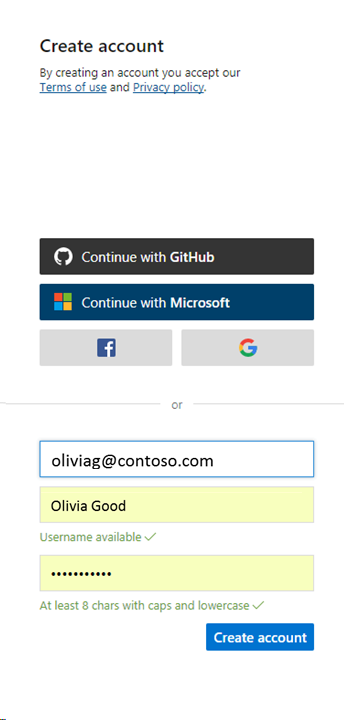 Create account
By creating an account you accept our
Terms of use and Privacy policy.
Continue with GitHub
Continue with Microsoft
or
oliviag@contoso.com
Olivia Good
Username available
•••••••••••
At least 8 chars with caps and lowercase
Create account